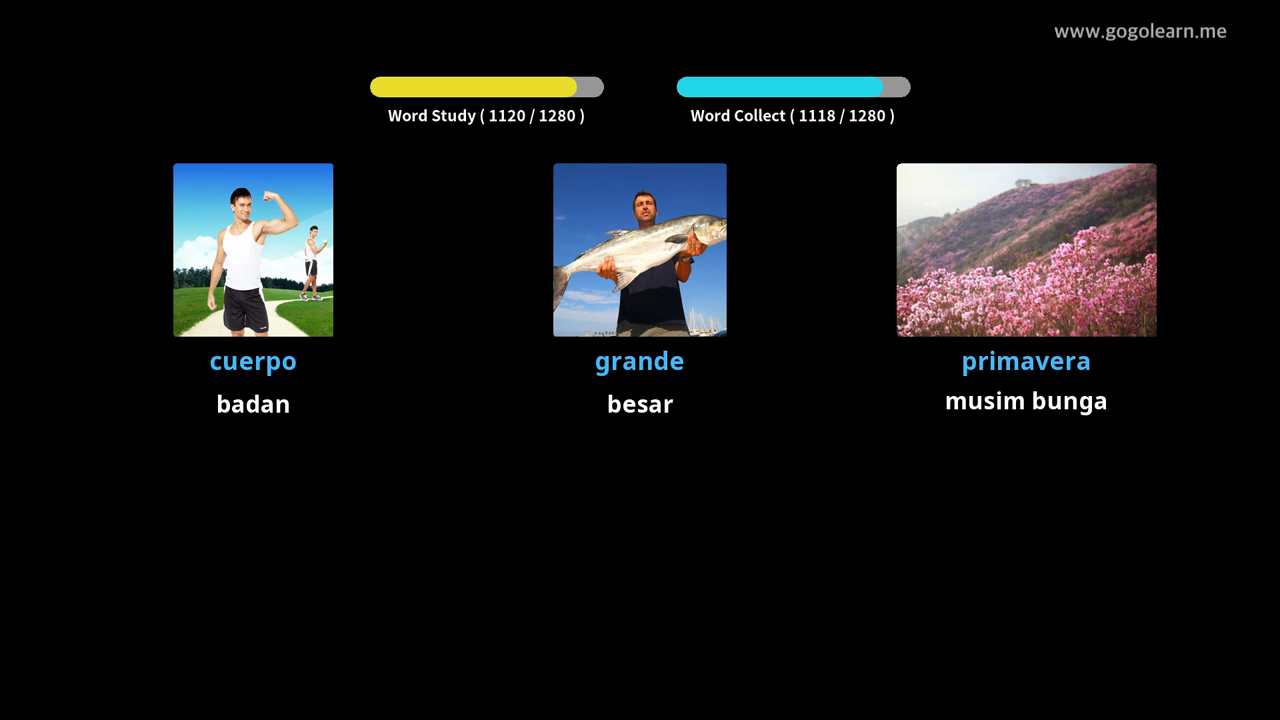 www.gogolearn.me
Word Study ( 1120 / 1280 )
Word Collect ( 1118 / 1280 )
cuerpo
badan
grande
besar
primavera
musim bunga